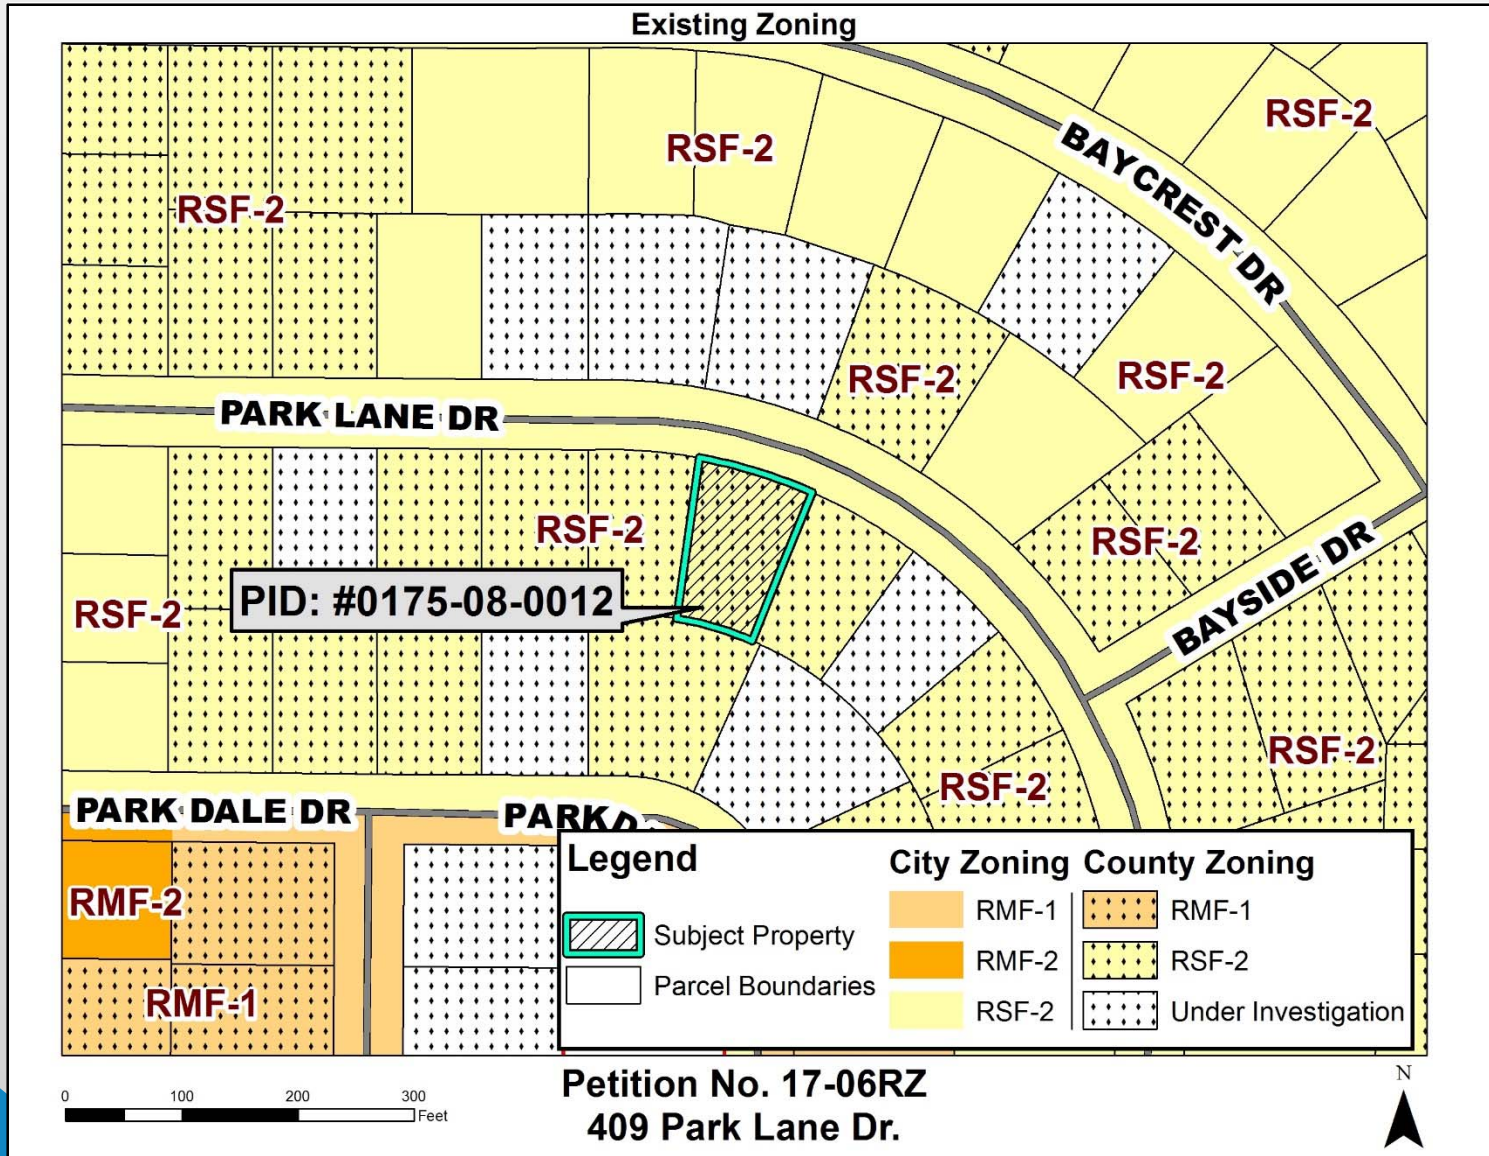 Existing Zoning
RSF-2
RSF-2
BAYCREST DR
RSF-2
RSF-2
RSF-2
PARK LANE DR
RSF-2
RSF-2
PID: #0175-08-0012
RSF-2
BAYSIDE DR
RSF-2
RSF-2
PARK DALE DR
PARKD
RMF-2
RMF-1
Legend
Subject Property
Parcel Boundaries
City Zoning
RMF-1
RMF-2
RSF-2
County Zoning
RMF-1
RSF-2
Under Investigation
0 100 200 300
Feet
Petition No. 17-06RZ
409 Park Lane Dr.
N